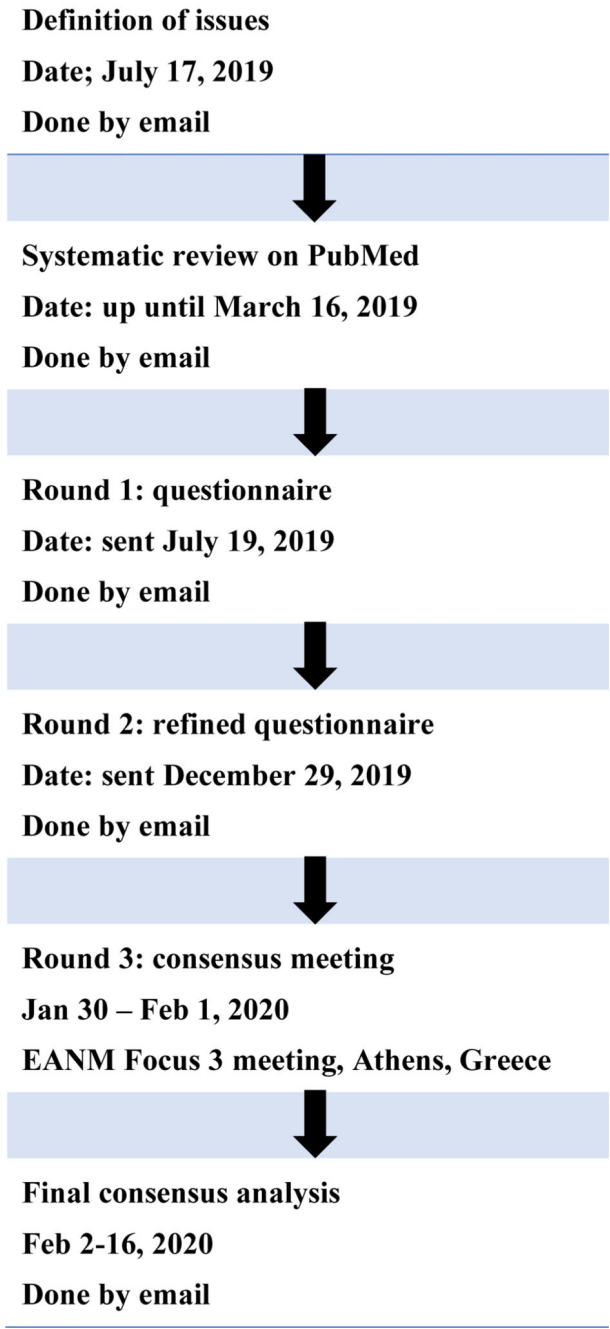 Definition of issues
Date; July 17, 2019
Done by email
Systematic review on PubMed
Date: up until March 16, 2019
Done by email
Round 1: questionnaire
Date: sent July 19, 2019
Done by email
Round 2: refined questionnaire
Date: sent December 29, 2019
Done by email
Round 3: consensus meeting
Jan 30 – Feb 1, 2020
EANM Focus 3 meeting, Athens, Greece
Final consensus analysis
Feb 2-16, 2020
Done by email